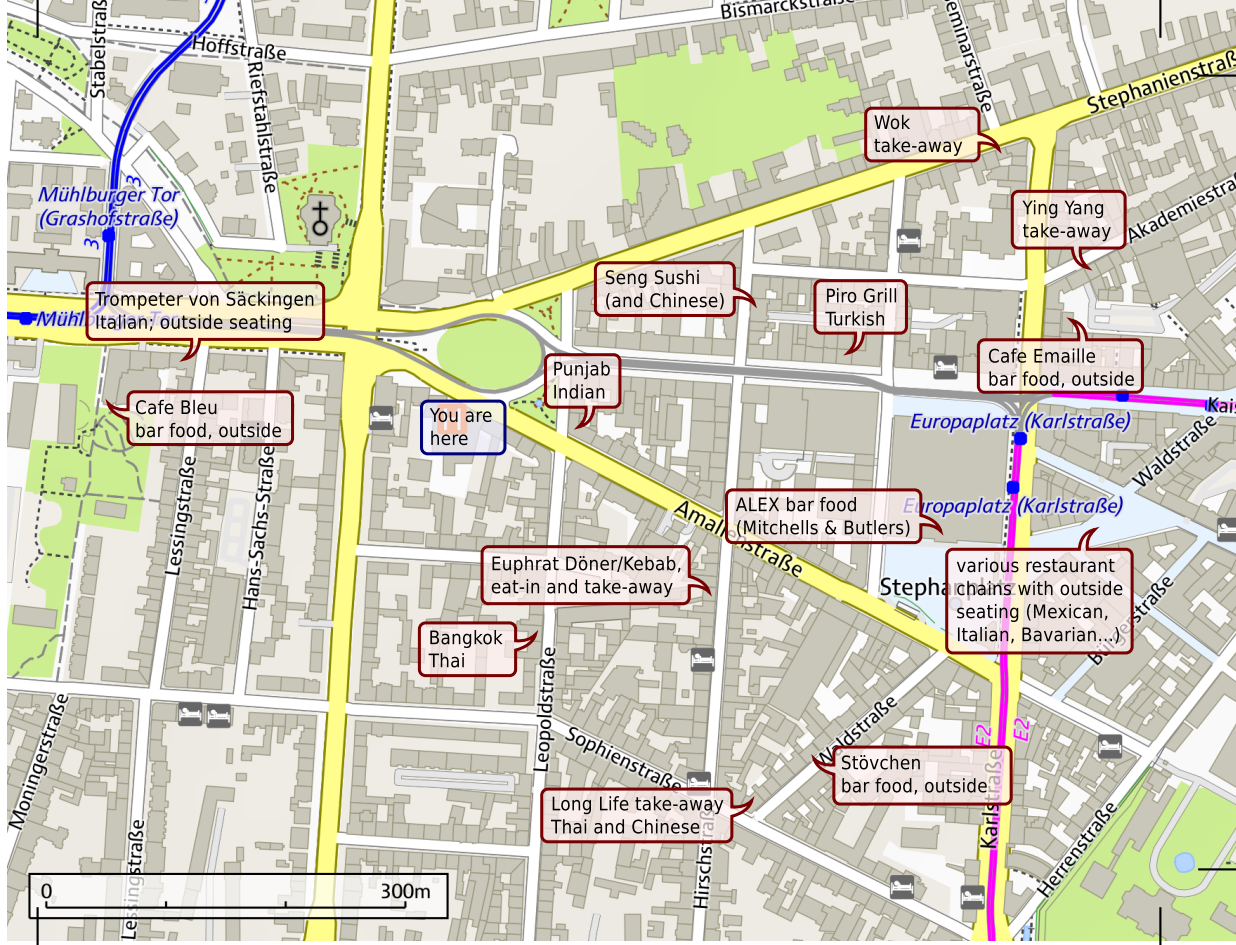 Bismarckstraße
Hoffstraße
Stabelstraße
Riefstahlstraße
Seminarstraße
Stephanienstraße
Wok
take-away
3
Mühlburger Tor
(Grashofstraße)
3
Ying Yang
take-away
Akademiestraße
Seng Sushi
(and Chinese)
Piro Grill
Turkish
Trompeter von Säckingen
Italian; outside seating
Cafe Emaille
bar food, outside
Punjab
Indian
Cafe Bleu
bar food, outside
You are
here
Europaplatz (Karlstraße)
Waldstraße
Lessingstraße
Hans-Sachs-Straße
ALEX bar food
(Mitchells & Butlers)
Europaplatz (Karlstraße)
Amalienstraße
Euphrat Döner/Kebab,
eat-in and take-away
various restaurant
chains with outside
seating (Mexican,
Italian, Bavarian...)
Bangkok
Thai
Leopoldstraße
Moningerstraße
Sophienstraße
Waldstraße
E2
E2
Stövchen
bar food, outside
Karlstraße
Long Life take-away
Thai and Chinese
Hirschstraße
Herrenstraße
Lessingstraße
0
300m